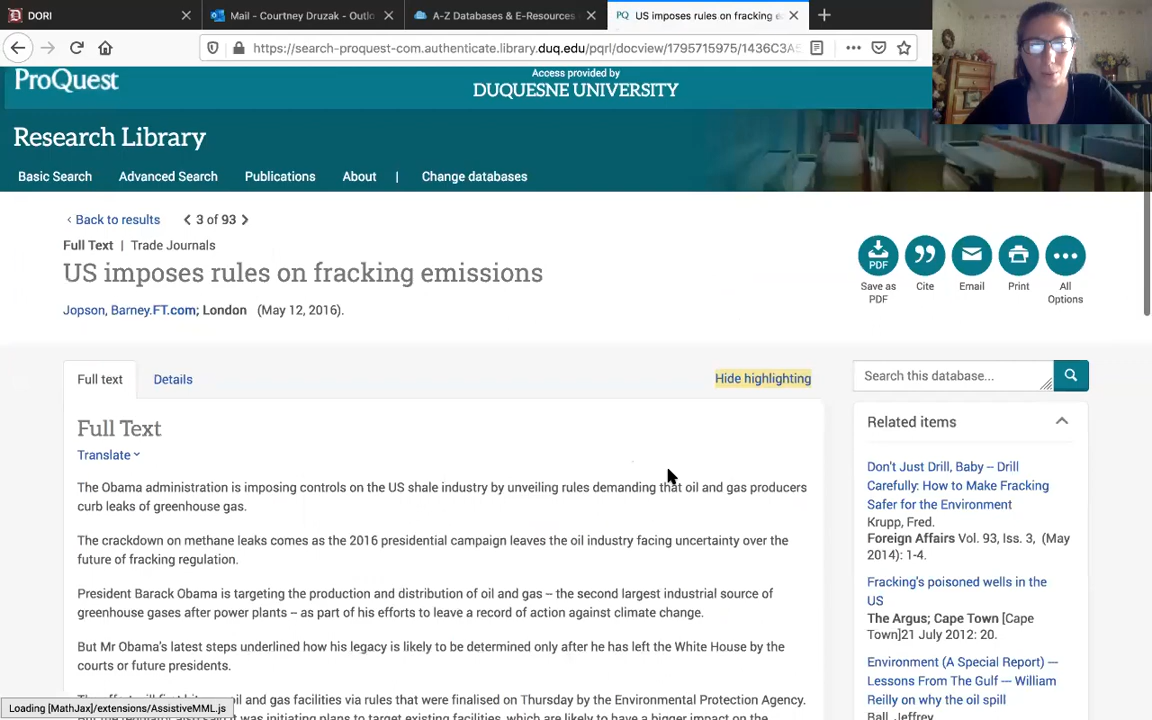 DORI
Mail - Courtney Druzak - Outlo
A-Z Databases & E-Resources
US imposes rules on fracking e
https://search-proquest-com.authenticate.library.duq.edu/pqrl/docview/1795715975/1436C3A
ProQuest
Access provided by
DUQUESNE UNIVERSITY
Research Library
Basic Search
Advanced Search
Publications
About
|
Change databases
Back to results
3 of 93
Full Text | Trade Journals
US imposes rules on fracking emissions
Jopson, Barney.FT.com; London (May 12, 2016).
PDF
Save as
PDF
Cite
Email
Print
All
Options
Full text
Details
Hide highlighting
Search this database...
Full Text
Translate
The Obama administration is imposing controls on the US shale industry by unveiling rules demanding that oil and gas producers
curb leaks of greenhouse gas.
The crackdown on methane leaks comes as the 2016 presidential campaign leaves the oil industry facing uncertainty over the
future of fracking regulation.
President Barack Obama is targeting the production and distribution of oil and gas – the second largest industrial source of
greenhouse gases after power plants – as part of his efforts to leave a record of action against climate change.
But Mr Obama's latest steps underlined how his legacy is likely to be determined only after he has left the White House by the
courts or future presidents.
oil and gas facilities via rules that were finalised on Thursday by the Environmental Protection Agency.
But the regulator also said it was initiating plans to target existing facilities, which are likely to have a bigger impact on the
Related items
Don't Just Drill, Baby -- Drill
Carefully: How to Make Fracking
Safer for the Environment
Krupp, Fred.
Foreign Affairs Vol. 93, Iss. 3, (May
2014): 1-4.
Fracking's poisoned wells in the
US
The Argus; Cape Town [Cape
Town]21 July 2012: 20.
Environment (A Special Report) ---
Lessons From The Gulf -- William
Reilly on why the oil spill
Ball, Jeffrey
Loading [MathJax]/extensions/AssistiveMML.js